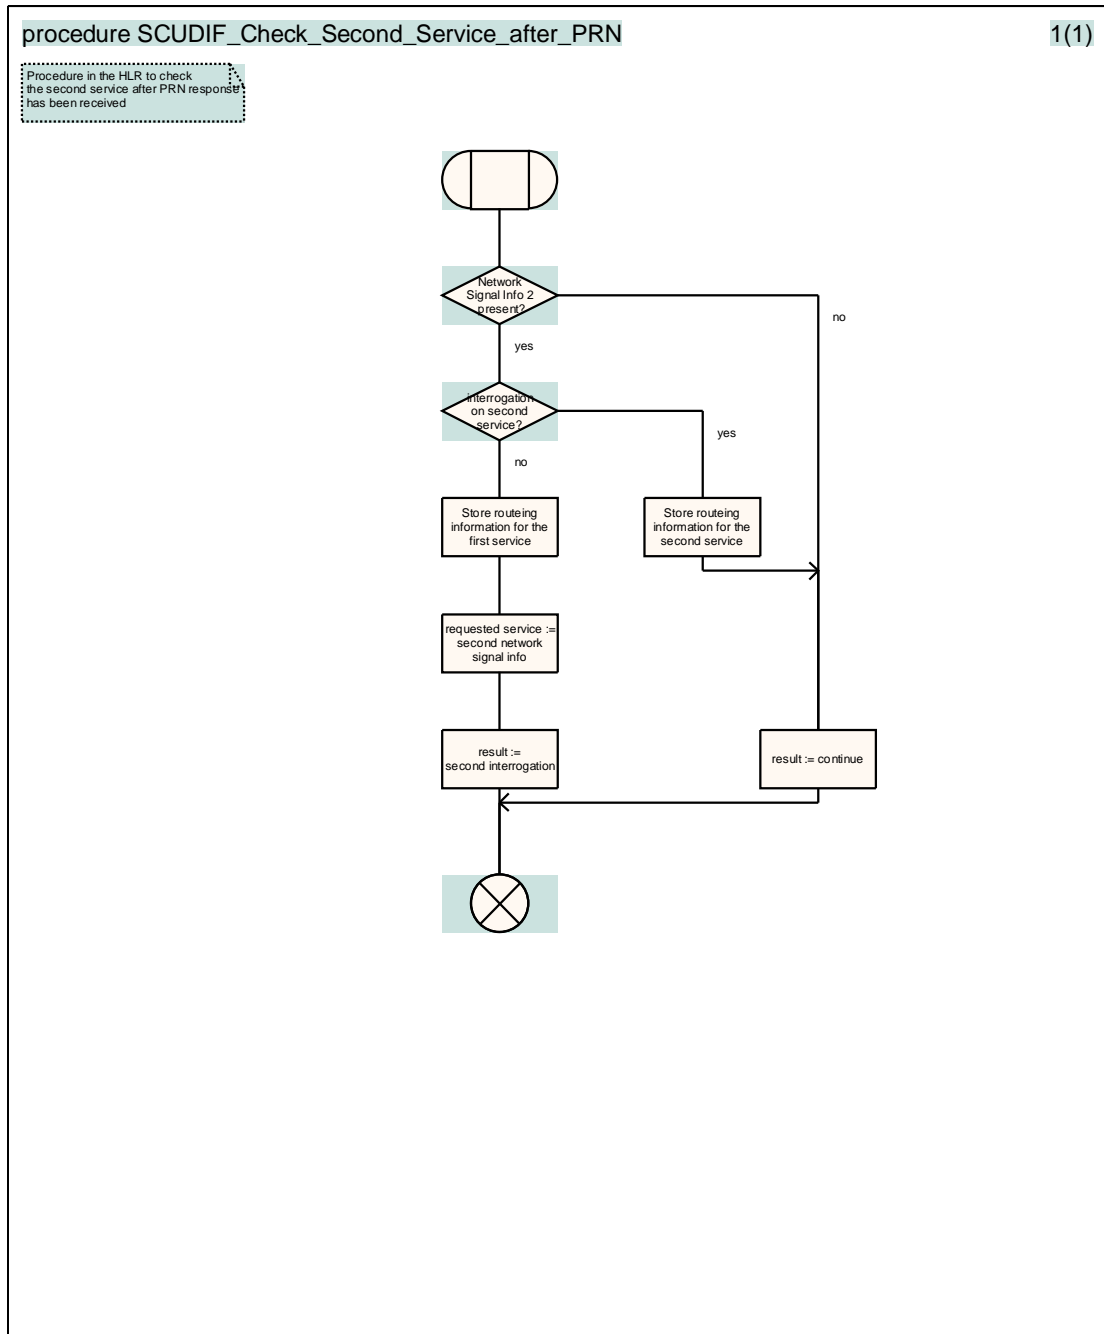 procedure SCUDIF_Check_Second_Service_after_PRN
1(1)
Procedure in the HLR to check
the second service after PRN response
has been received
Network
Signal Info 2
present?
no
yes
interrogation
on second
service?
yes
no
Store routeing
information for the
first service
Store routeing
information for the
second service
requested service :=
second network
signal info
result :=
second interrogation
result := continue